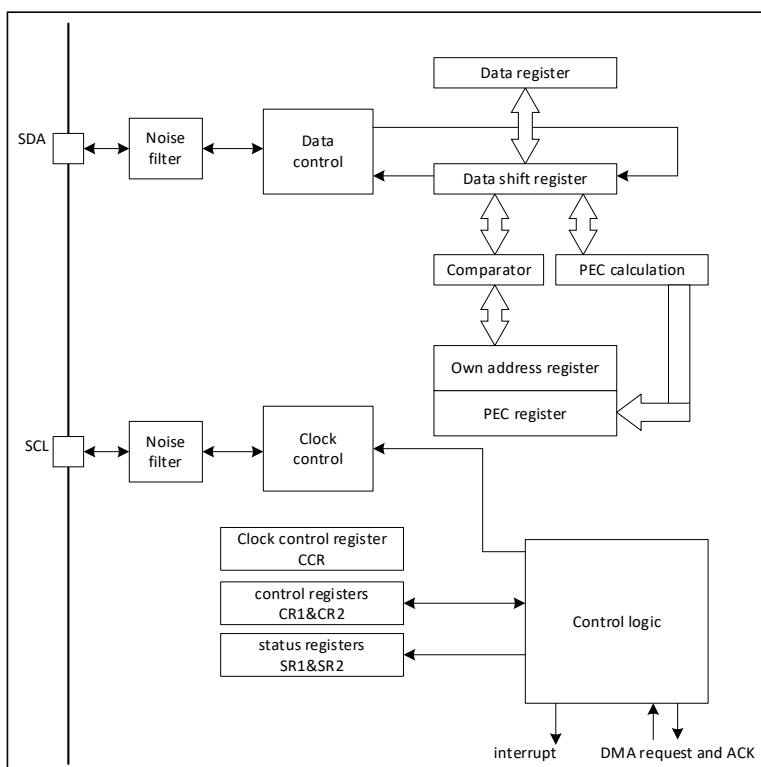 Data register
SDA
Noise
filter
Data
control
Data shift register
Comparator
PEC calculation
Own address register
PEC register
SCL
Noise
filter
Clock
control
Clock control register
CCR
control registers
CR1&CR2
status registers
SR1&SR2
Control logic
interrupt
DMA request and ACK